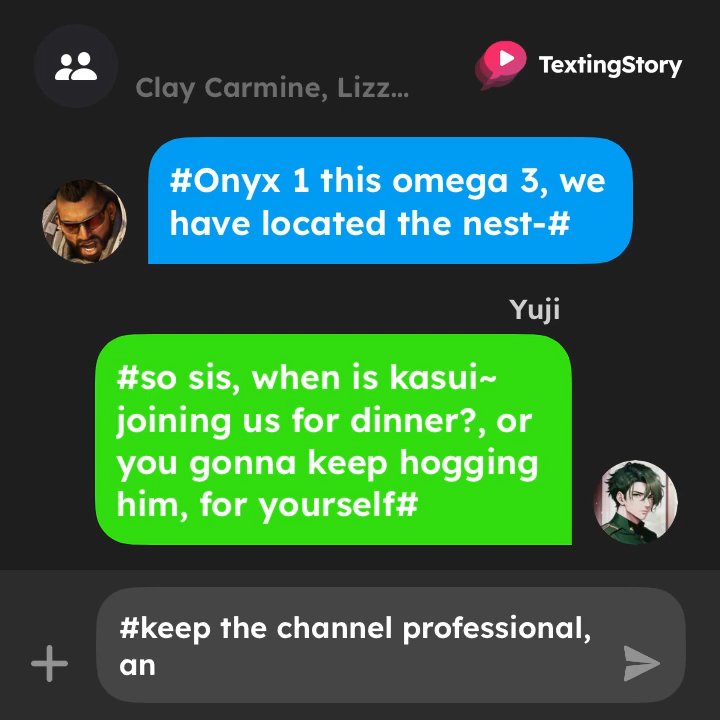 Clay Carmine, Lizz...
TextingStory
#Onyx 1 this omega 3, we
have located the nest-#
Yuji
#so sis, when is kasui~
joining us for dinner?, or
you gonna keep hogging
him, for yourself#
#keep the channel professional,
an